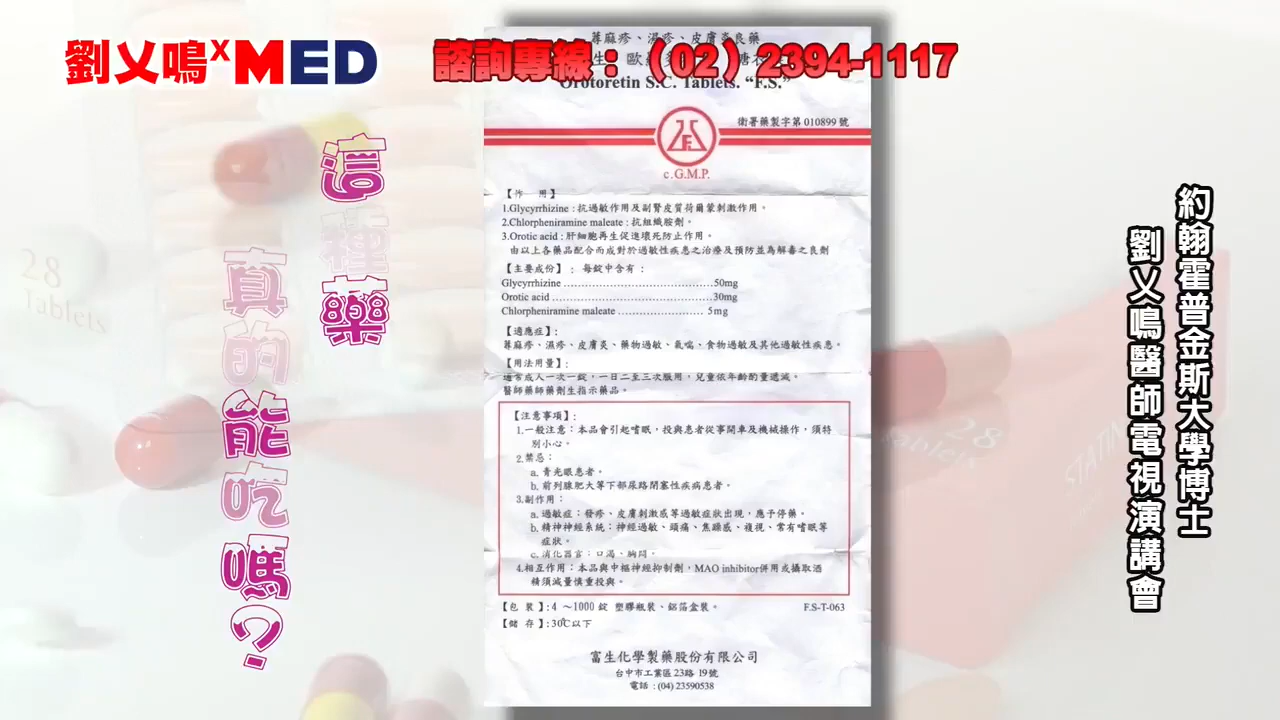 劉乂鳴 x MED
諮詢專線：（02）2394-1117
蕁麻疹、濕疹、皮膚炎良藥
Orotoretin S.C. Tablets. “F.S.”
衛署藥製字第 010899 號
F.S.
c.G.M.P.
【作　用】
1.Glycyrrhizine : 抗過敏作用及副腎皮質荷爾蒙刺激作用。
2.Chlorpheniramine maleate : 抗組織胺劑。
3.Orotic acid : 肝細胞再生促進壞死防止作用。
由以上各藥品配合而成對於過敏性疾患之治療及預防並為解毒之良劑
【主要成份】：每錠中含有：
Glycyrrhizine ........................................50mg
Orotic acid ...........................................30mg
Chlorpheniramine maleate ....................... 5mg
【適應症】：
蕁麻疹、濕疹、皮膚炎、藥物過敏、氣喘、食物過敏及其他過敏性疾患。
【用法用量】：
通常成人一次一錠，一日二至三次服用，兒童依年齡酌量遞減。
醫師藥師藥劑生指示藥品。
【注意事項】：
1.一般注意：本品會引起嗜眠，投與患者從事開車及機械操作，須特
別小心。
2.禁忌：
a. 青光眼患者。
b. 前列腺肥大等下部尿路閉塞性疾病患者。
3.副作用：
a. 過敏症：發疹、皮膚刺激感等過敏症狀出現，應予停藥。
b. 精神神經系統：神經過敏、頭痛、焦躁感、複視、常有嗜眠等
症狀。
c. 消化器官：口渴、胸悶。
4.相互作用：本品與中樞神經抑制劑，MAO inhibitor併用或攝取酒
精須減量慎重投與。
【包 裝】：4 ～1000 錠 塑膠瓶裝、鋁箔盒裝。
F.S-T-063
【儲 存】：30℃以下
富生化學製藥股份有限公司
台中市工業區 23路 19號
電話：(04) 23590538
這種藥
真的能吃嗎？
約翰霍普金斯大學博士
劉乂鳴醫師電視演講會
28
Tablets
28
Tablets